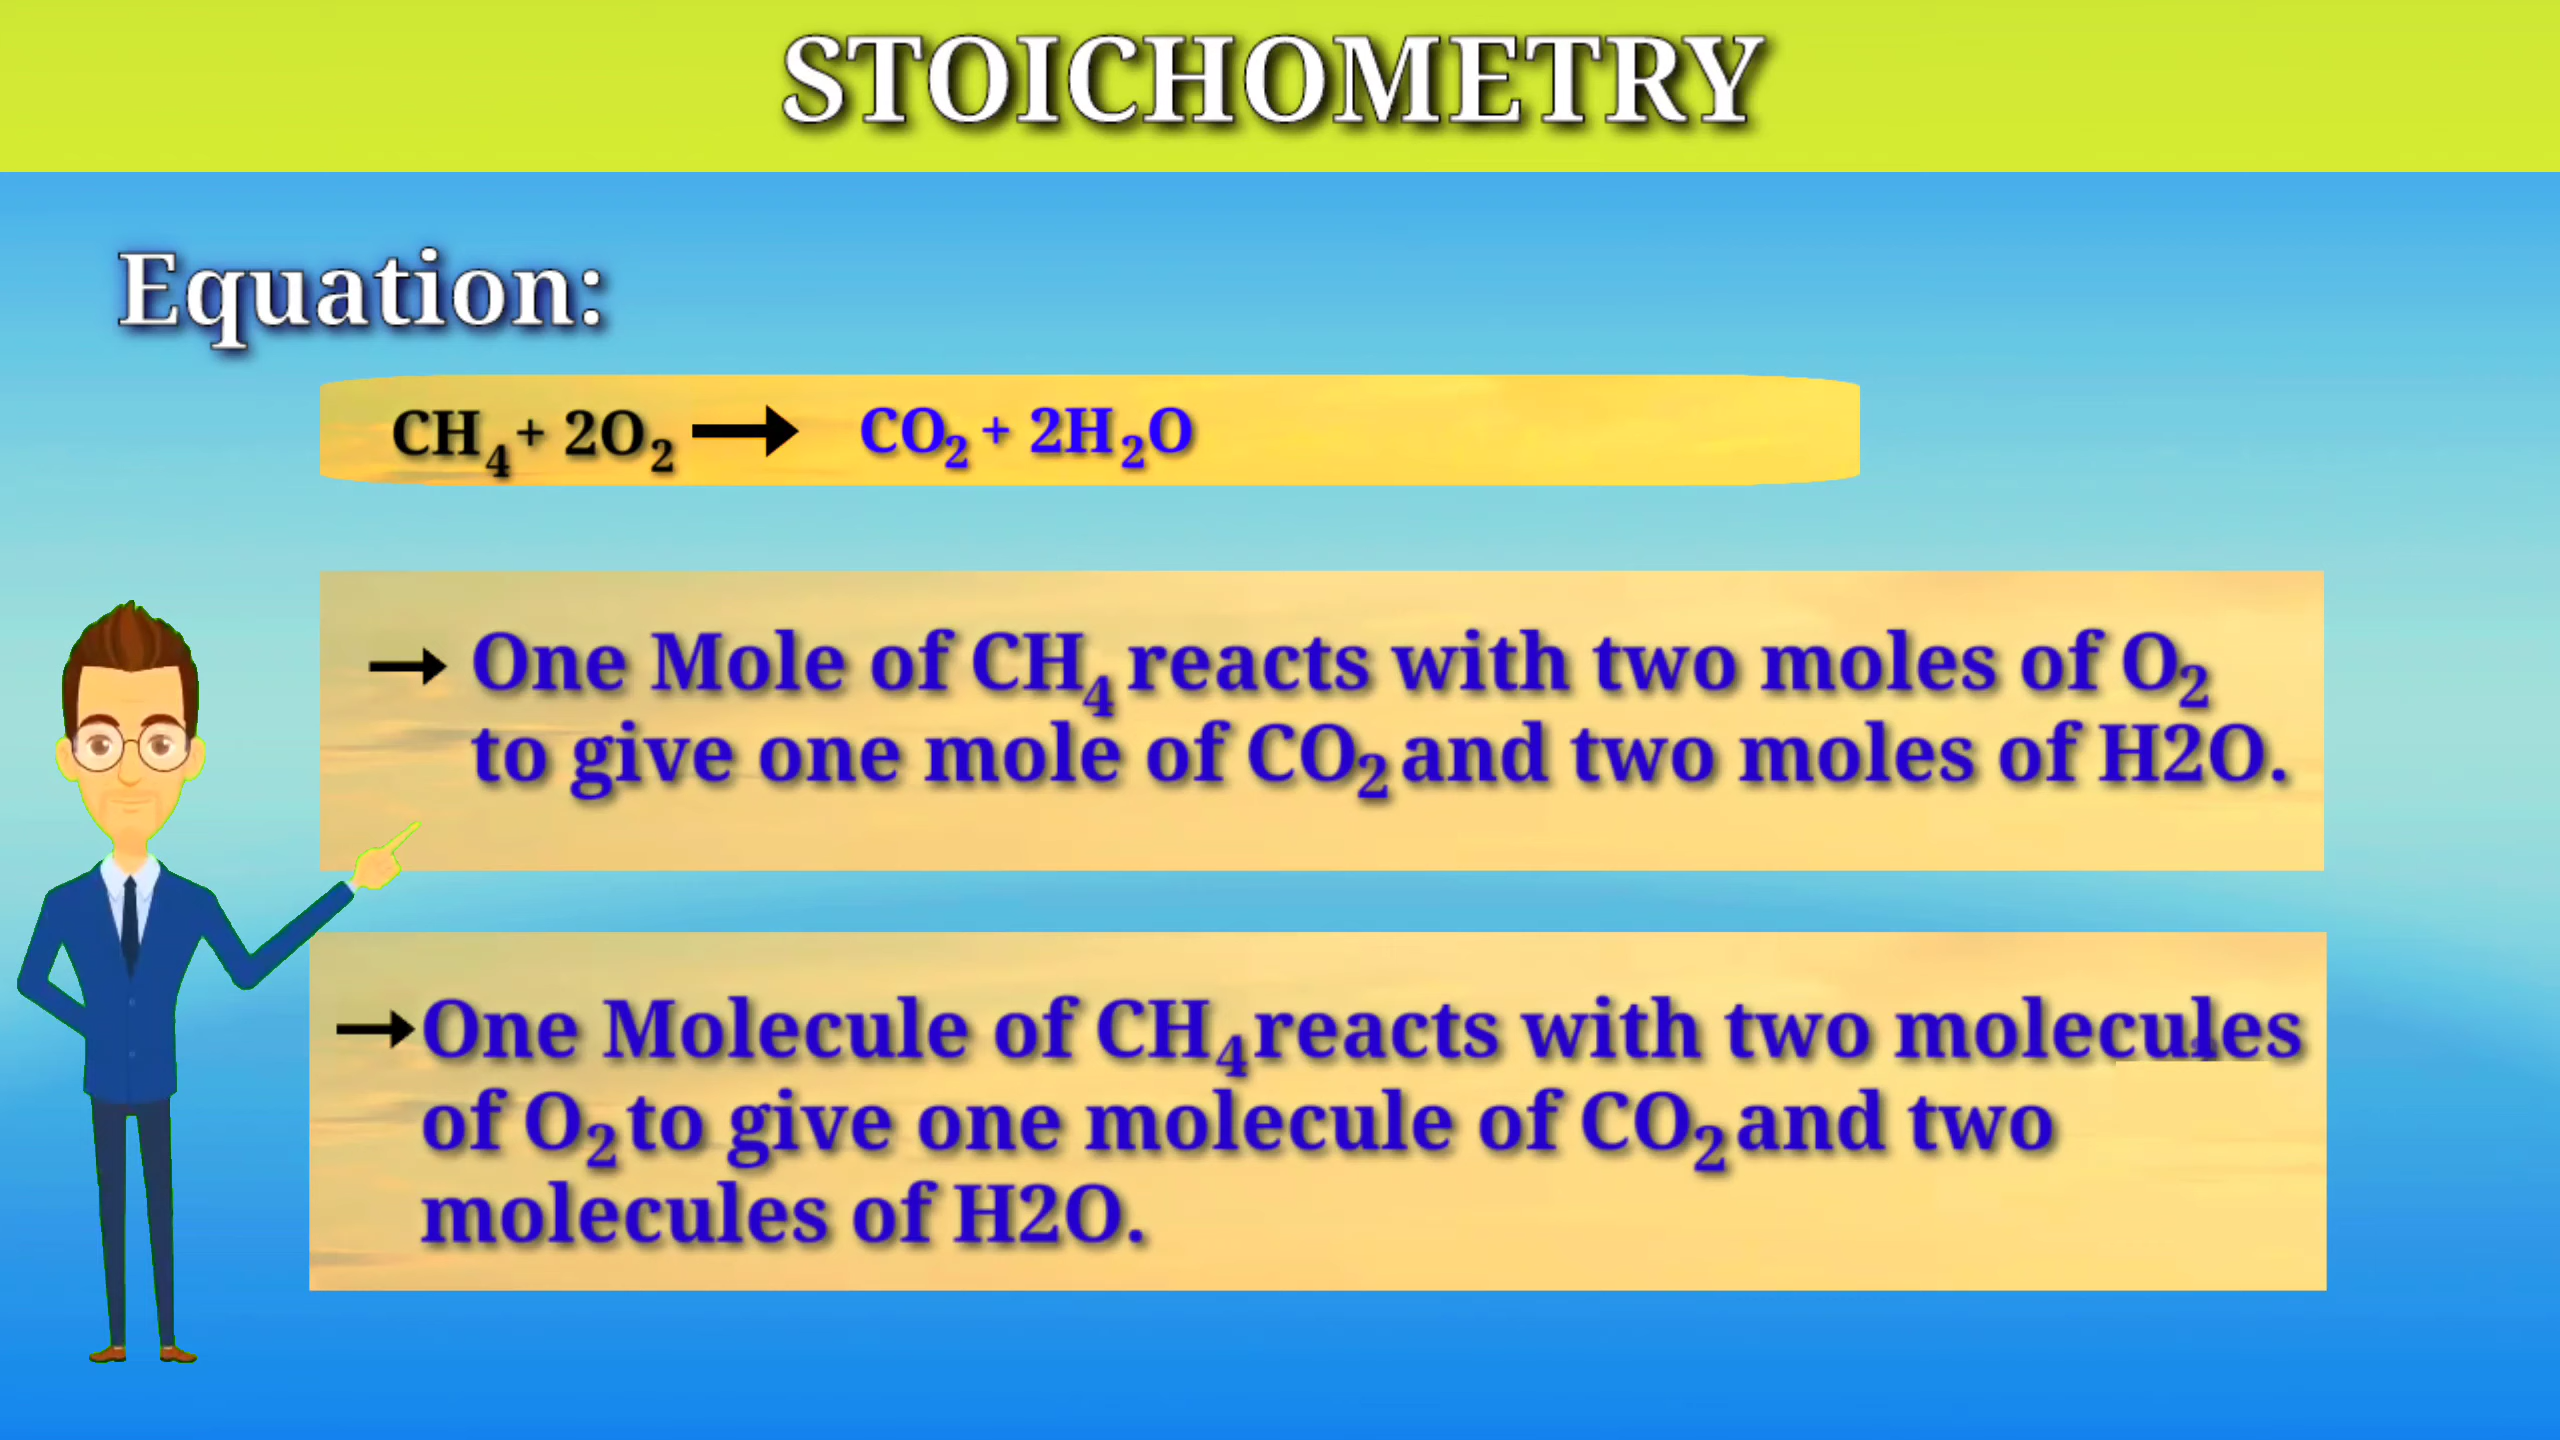 STOICHOMETRY
Equation:
CH₄+ 2O₂ → CO₂ + 2H₂O
→ One Mole of CH₄ reacts with two moles of O₂
to give one mole of CO₂ and two moles of H2O.
→ One Molecule of CH₄ reacts with two molecules
of O₂ to give one molecule of CO₂ and two
molecules of H2O.